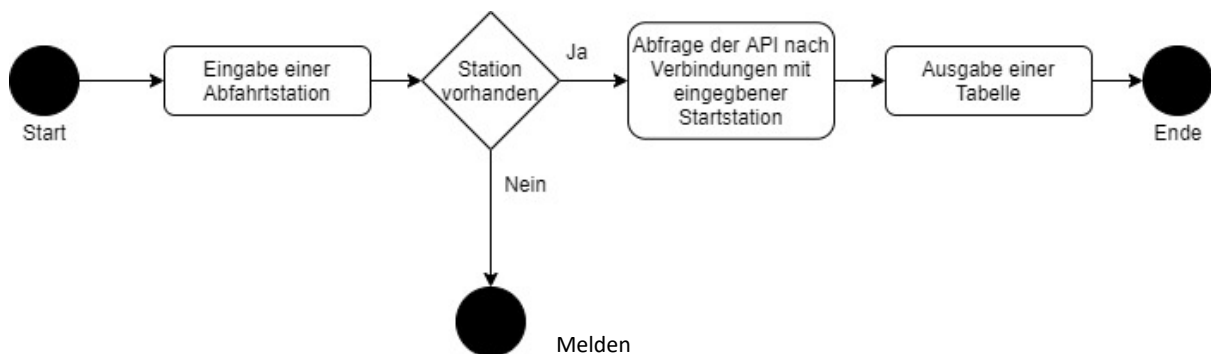 Start
Eingabe einer
Abfahrtstation
Station
vorhanden
Ja
Abfrage der API nach
Verbindungen mit
eingegbener
Startstation
Ausgabe einer
Tabelle
Ende
Nein
Melden